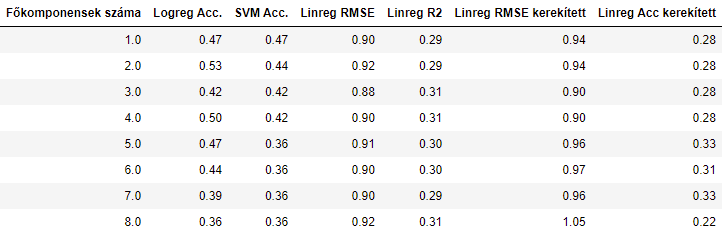 Főkomponensek száma Logreg Acc. SVM Acc. Linreg RMSE Linreg R2 Linreg RMSE kerekített Linreg Acc kerekített
1.0 0.47 0.47 0.90 0.29 0.94 0.28
2.0 0.53 0.44 0.92 0.29 0.94 0.28
3.0 0.42 0.42 0.88 0.31 0.90 0.28
4.0 0.50 0.42 0.90 0.31 0.90 0.28
5.0 0.47 0.36 0.91 0.30 0.96 0.33
6.0 0.44 0.36 0.90 0.30 0.97 0.31
7.0 0.39 0.36 0.90 0.29 0.96 0.33
8.0 0.36 0.36 0.92 0.31 1.05 0.22